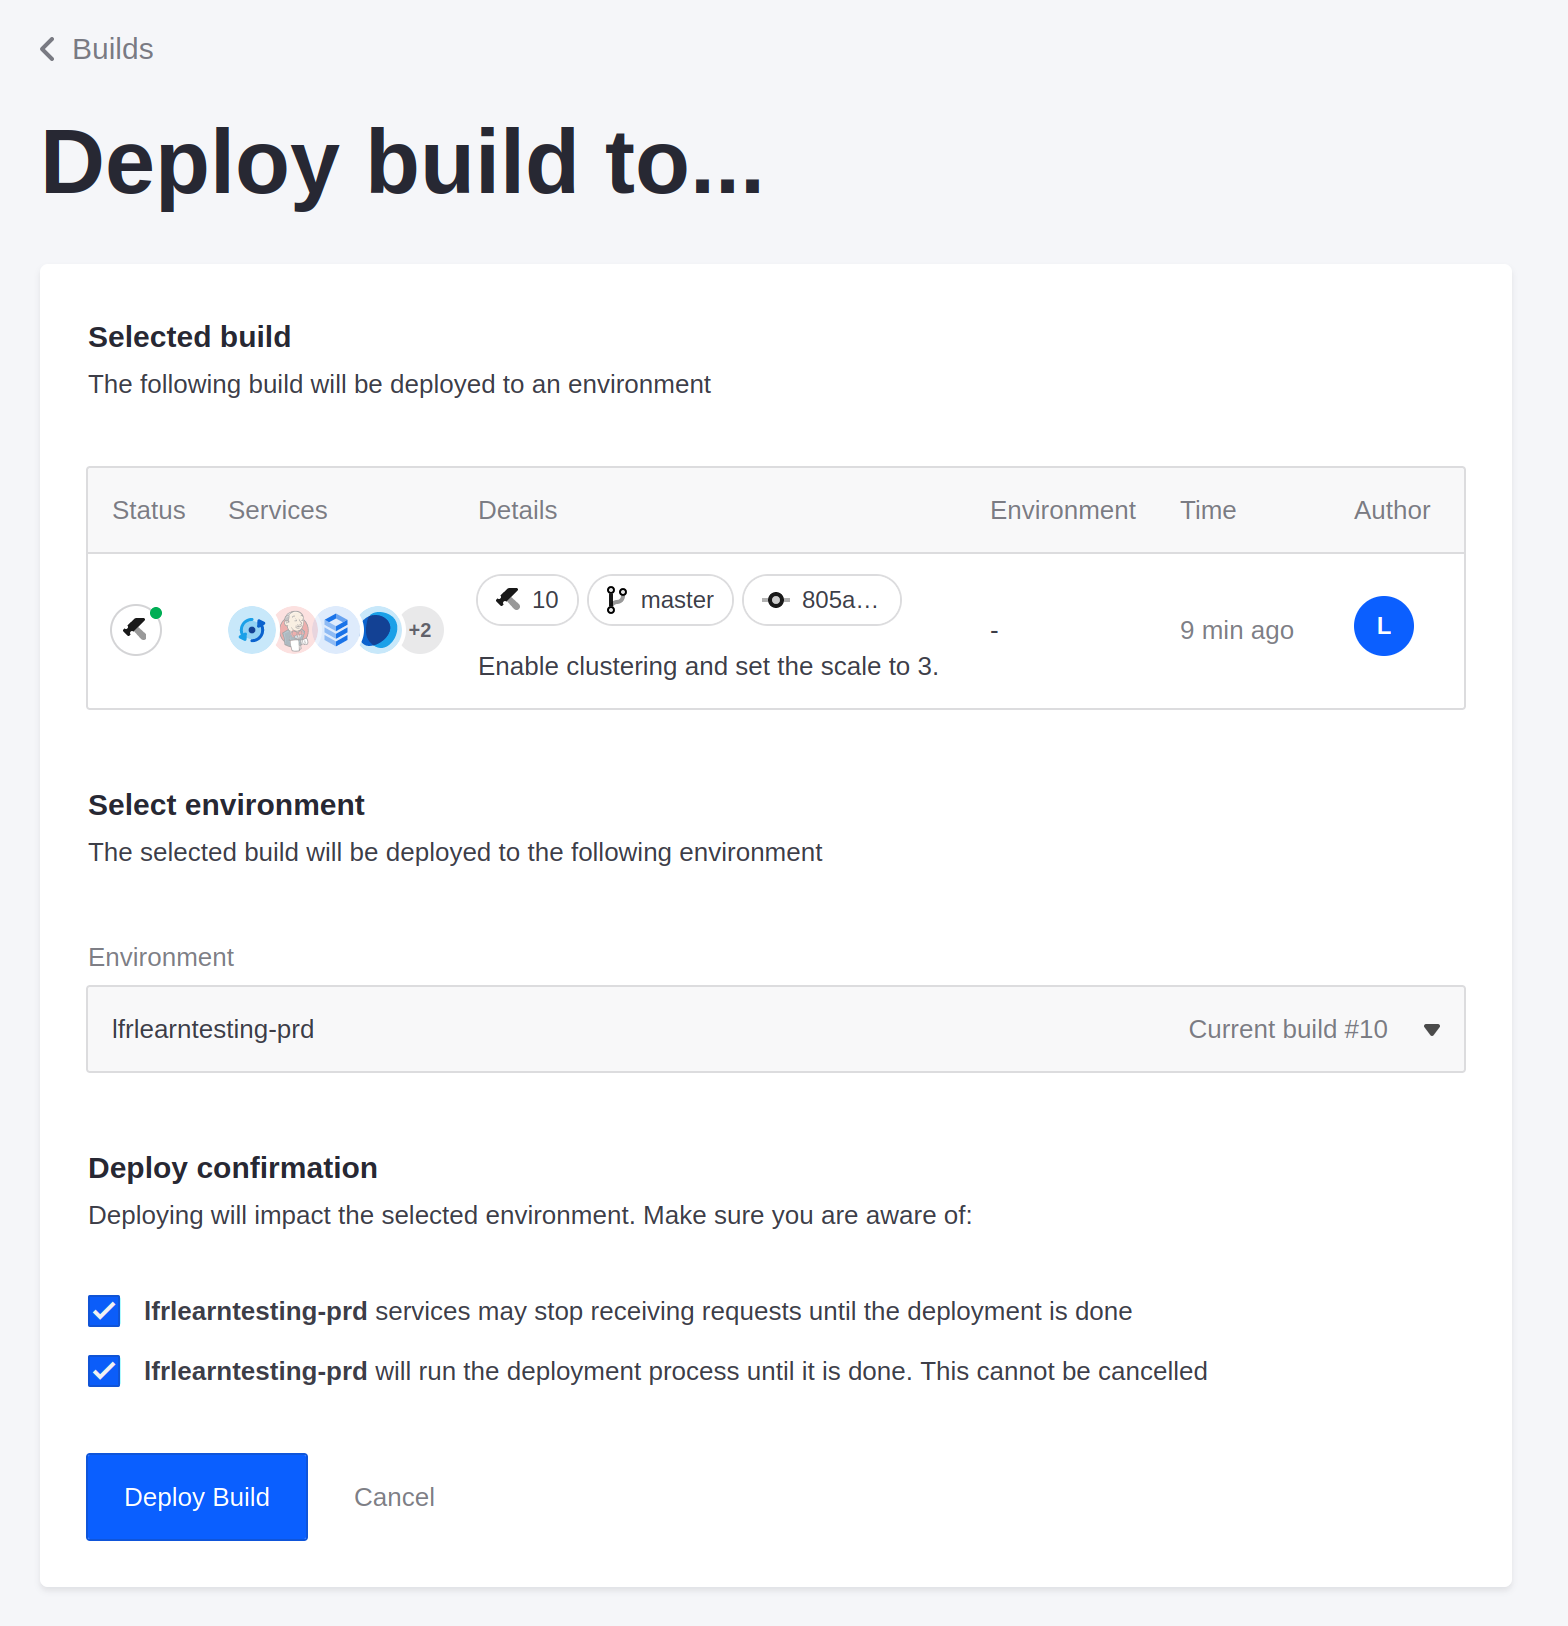 Builds
Deploy build to...
Selected build
The following build will be deployed to an environment
Status Services Details Environment Time Author
10 master 805a...
+2 - 9 min ago L
Enable clustering and set the scale to 3.
Select environment
The selected build will be deployed to the following environment
Environment
lfrlearntesting-prd Current build #10
Deploy confirmation
Deploying will impact the selected environment. Make sure you are aware of:
lfrlearntesting-prd services may stop receiving requests until the deployment is done
lfrlearntesting-prd will run the deployment process until it is done. This cannot be cancelled
Deploy Build Cancel